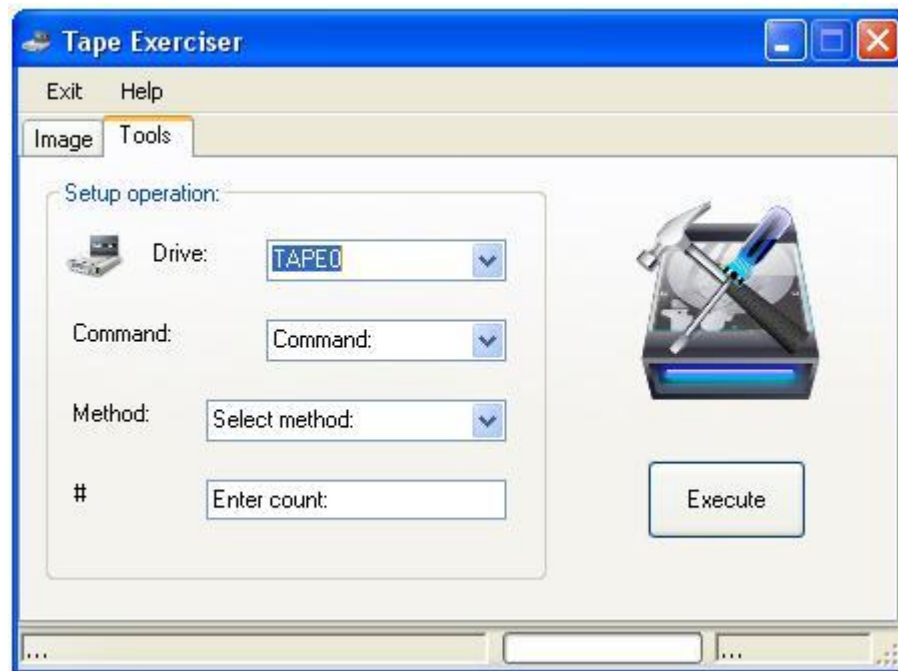 Tape Exerciser
Exit Help
Image Tools
Setup operation:
Drive: TAPE0
Command: Command:
Method: Select method:
# Enter count:
Execute
... ...